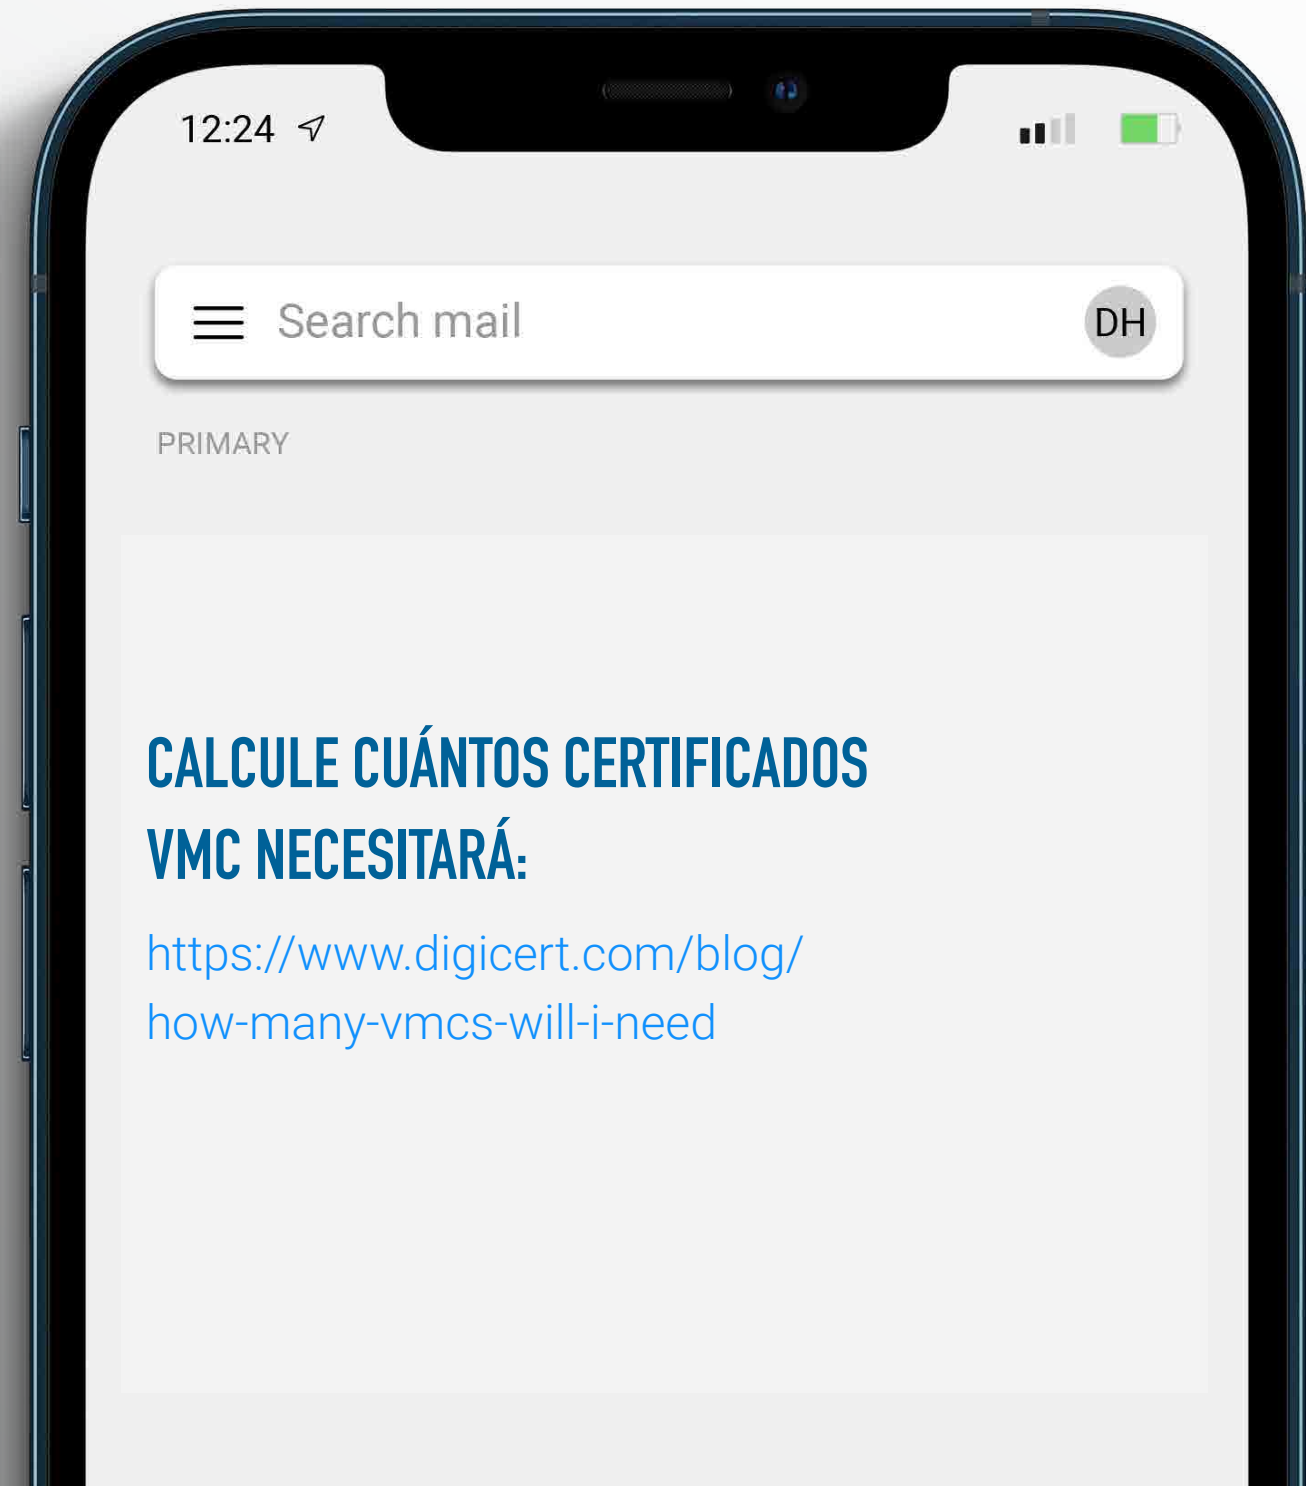 12:24
Search mail
DH
PRIMARY
CALCULE CUÁNTOS CERTIFICADOS
VMC NECESITARÁ:
https://www.digicert.com/blog/
how-many-vmcs-will-i-need